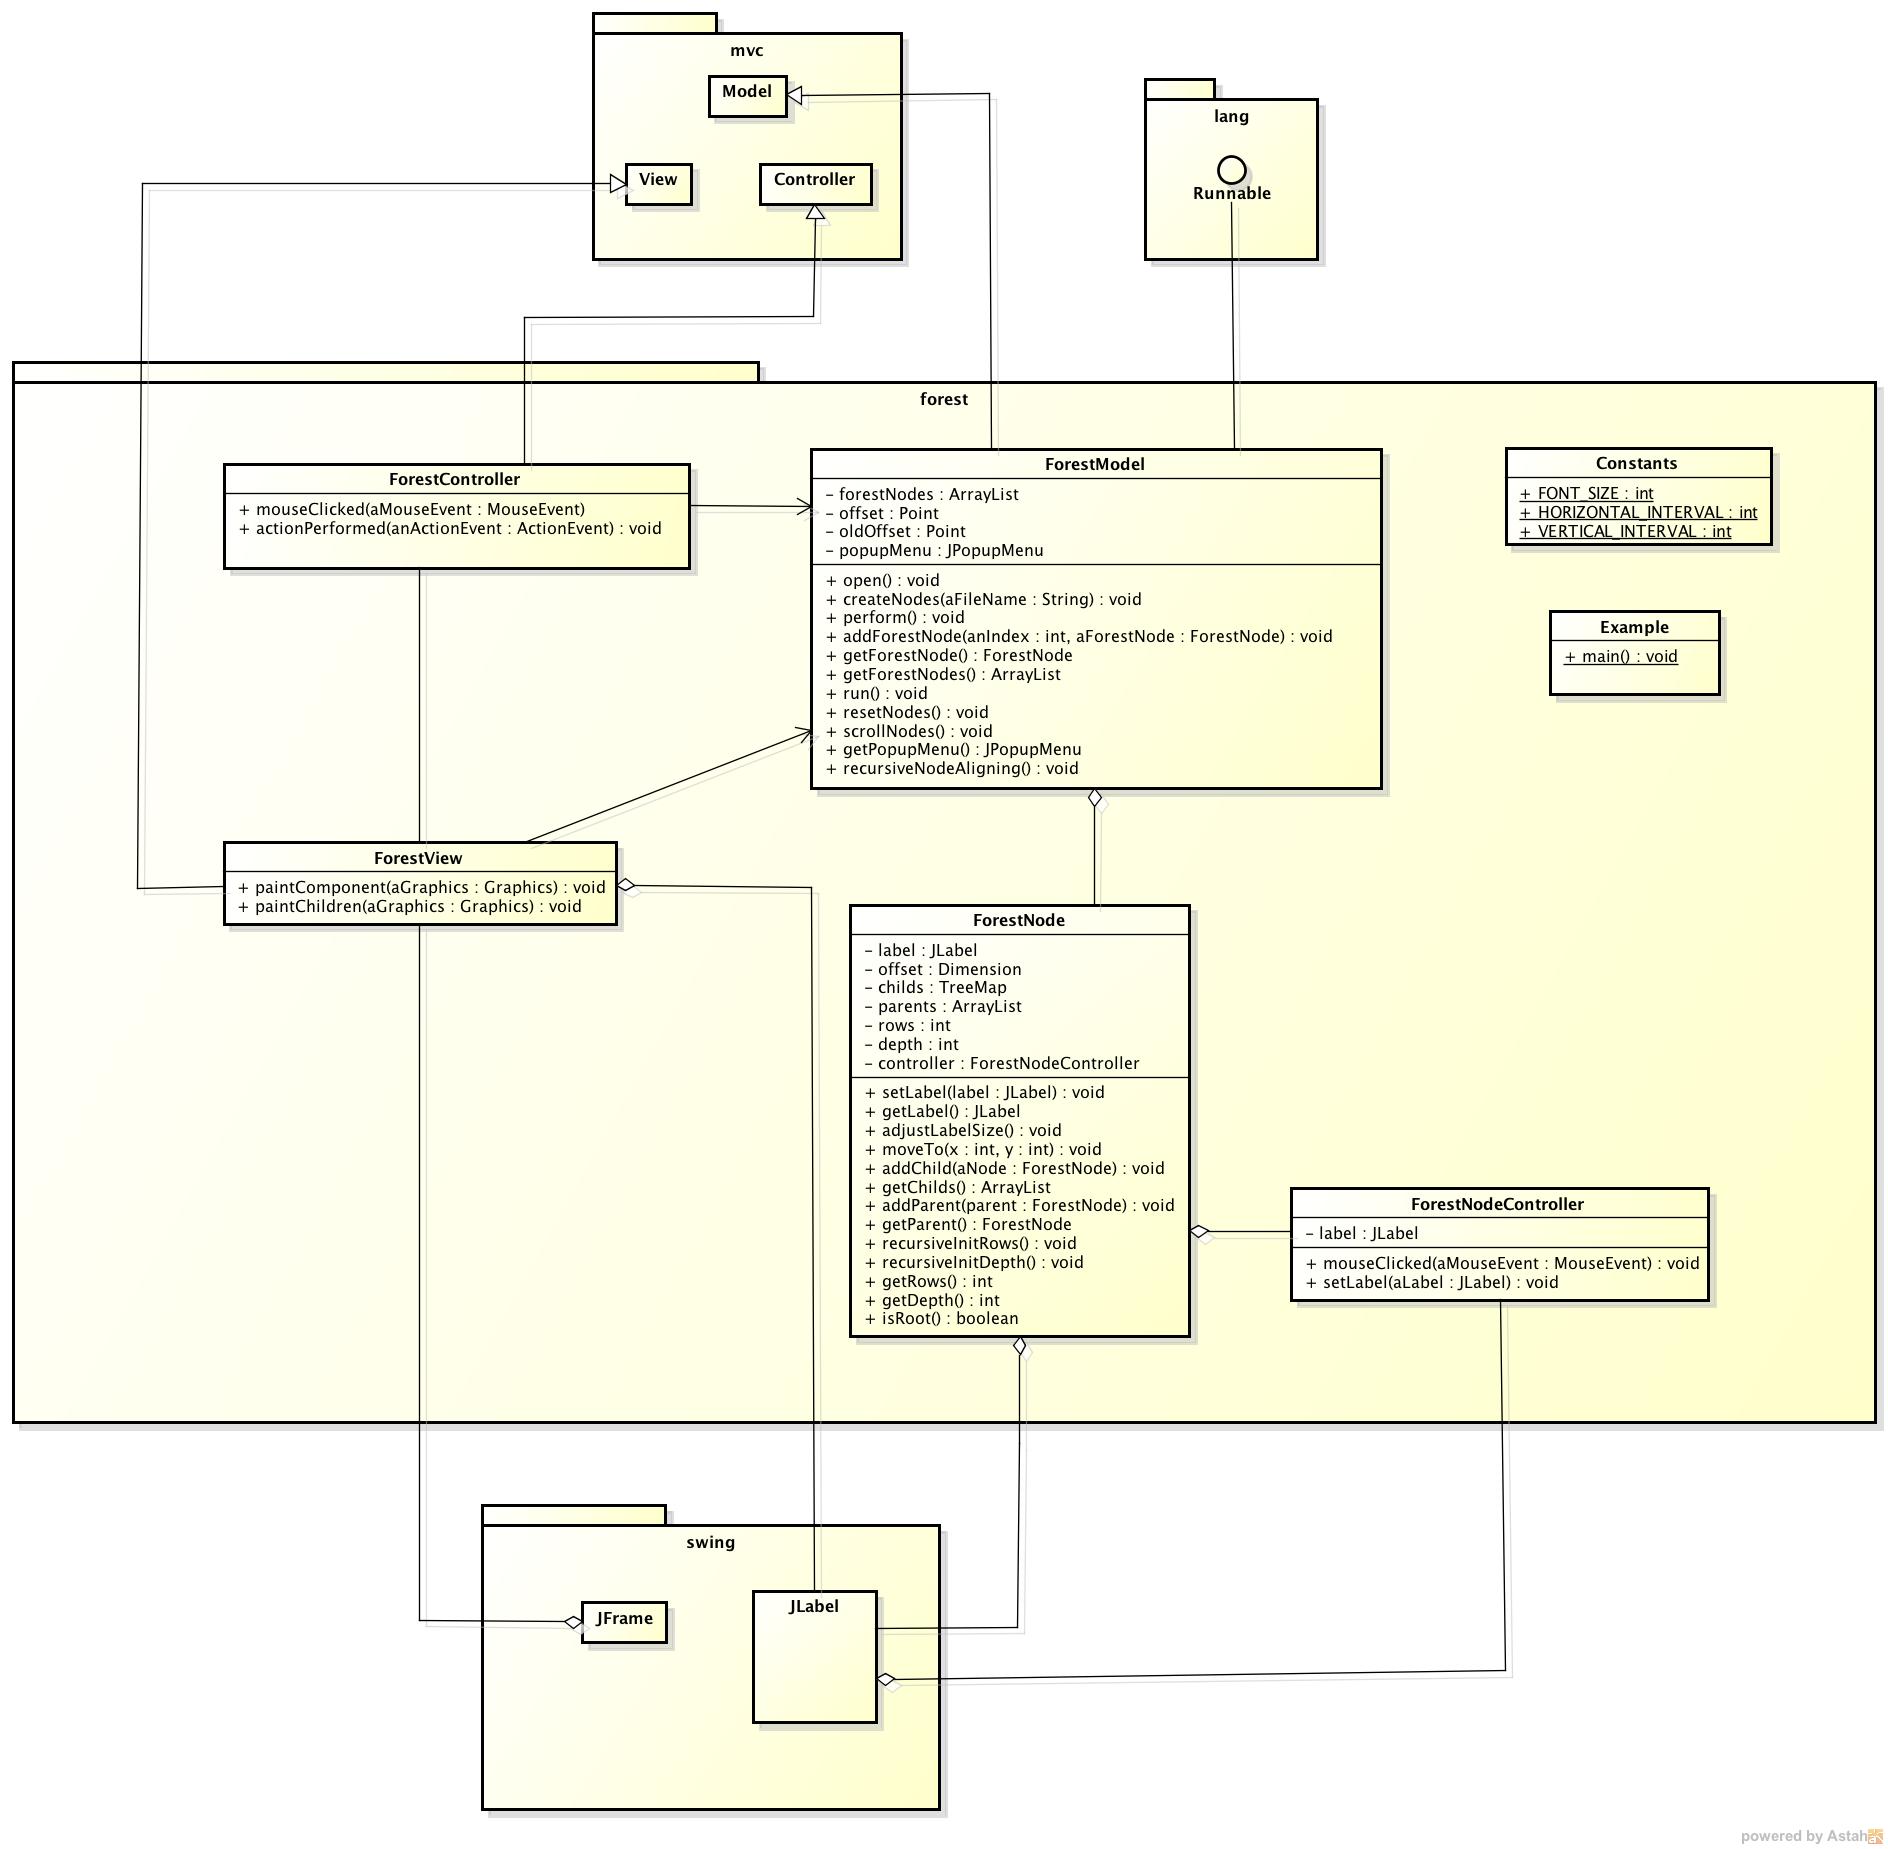 mvc
Model
View
Controller
lang
Runnable
forest
ForestController
+ mouseClicked(aMouseEvent : MouseEvent)
+ actionPerformed(anActionEvent : ActionEvent) : void
ForestModel
- forestNodes : ArrayList
- offset : Point
- oldOffset : Point
- popupMenu : JPopupMenu
+ open() : void
+ createNodes(aFileName : String) : void
+ perform() : void
+ addForestNode(anIndex : int, aForestNode : ForestNode) : void
+ getForestNode() : ForestNode
+ getForestNodes() : ArrayList
+ run() : void
+ resetNodes() : void
+ scrollNodes() : void
+ getPopupMenu() : JPopupMenu
+ recursiveNodeAligning() : void
Constants
+ FONT_SIZE : int
+ HORIZONTAL_INTERVAL : int
+ VERTICAL_INTERVAL : int
Example
+ main() : void
ForestView
+ paintComponent(aGraphics : Graphics) : void
+ paintChildren(aGraphics : Graphics) : void
ForestNode
- label : JLabel
- offset : Dimension
- childs : TreeMap
- parents : ArrayList
- rows : int
- depth : int
- controller : ForestNodeController
+ setLabel(label : JLabel) : void
+ getLabel() : JLabel
+ adjustLabelSize() : void
+ moveTo(x : int, y : int) : void
+ addChild(aNode : ForestNode) : void
+ getChilds() : ArrayList
+ addParent(parent : ForestNode) : void
+ getParent() : ForestNode
+ recursiveInitRows() : void
+ recursiveInitDepth() : void
+ getRows() : int
+ getDepth() : int
+ isRoot() : boolean
ForestNodeController
- label : JLabel
+ mouseClicked(aMouseEvent : MouseEvent) : void
+ setLabel(aLabel : JLabel) : void
swing
JFrame
JLabel
powered by Astah